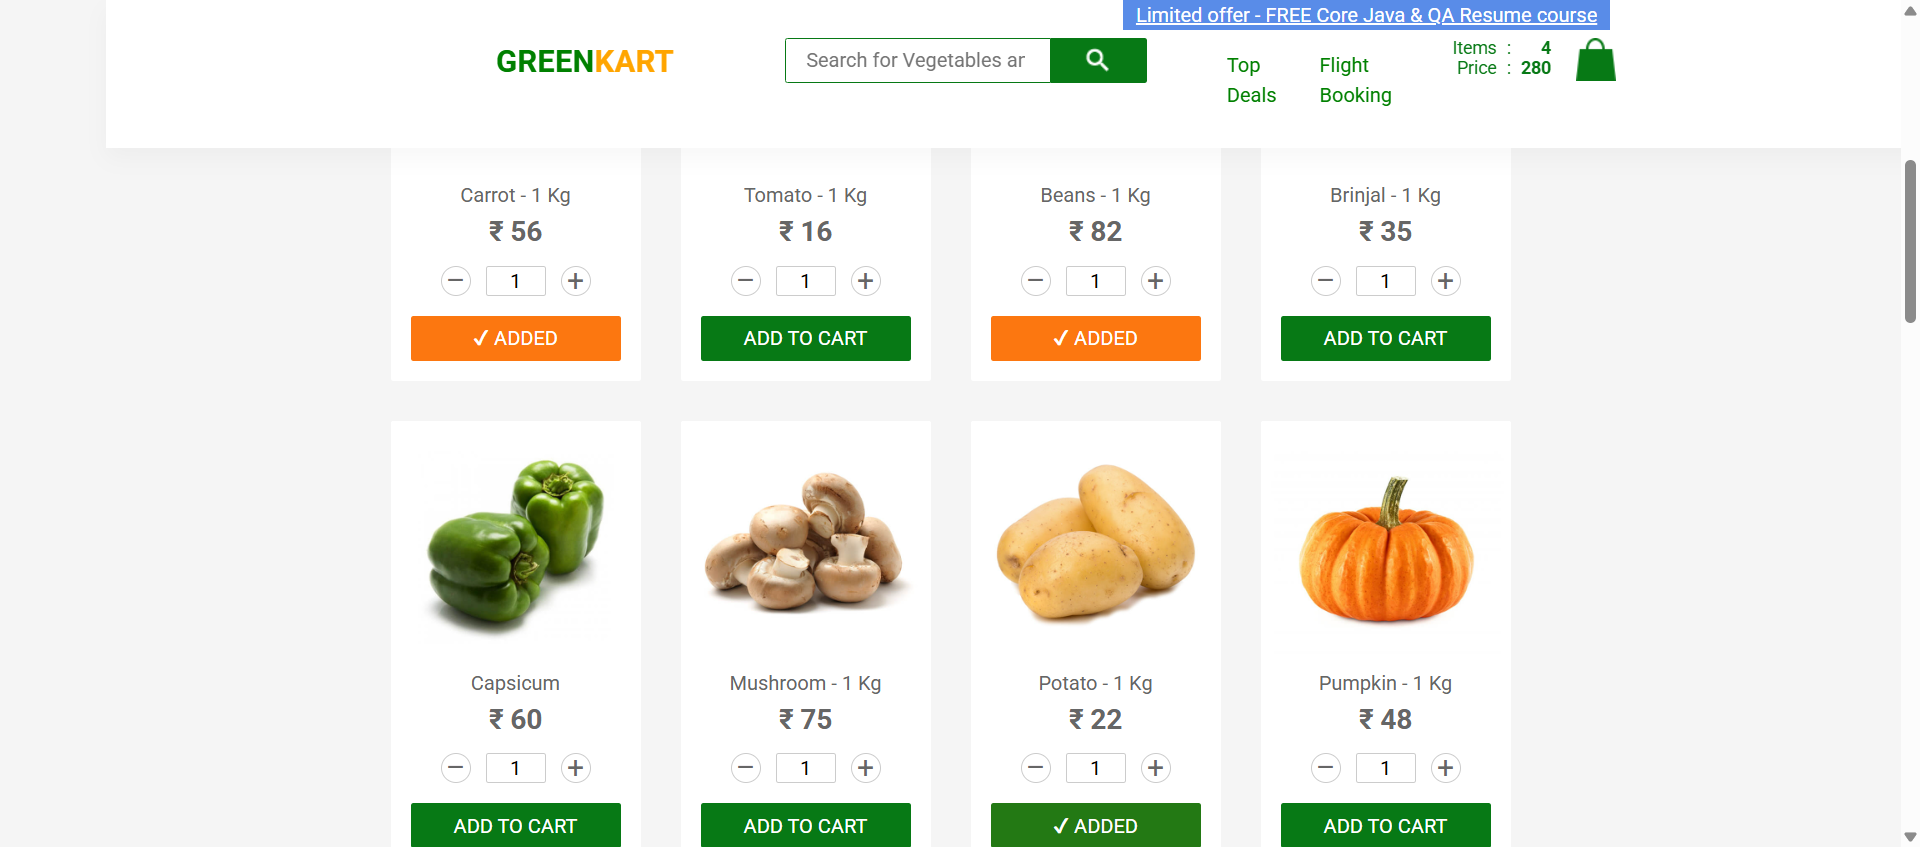 Limited offer - FREE Core Java & QA Resume course
GREENKART
Search for Vegetables ar
Top Deals
Flight Booking
Items : 4
Price : 280
Carrot - 1 Kg
₹ 56
− 1 +
✓ ADDED
Tomato - 1 Kg
₹ 16
− 1 +
ADD TO CART
Beans - 1 Kg
₹ 82
− 1 +
✓ ADDED
Brinjal - 1 Kg
₹ 35
− 1 +
ADD TO CART
Capsicum
₹ 60
− 1 +
ADD TO CART
Mushroom - 1 Kg
₹ 75
− 1 +
ADD TO CART
Potato - 1 Kg
₹ 22
− 1 +
✓ ADDED
Pumpkin - 1 Kg
₹ 48
− 1 +
ADD TO CART